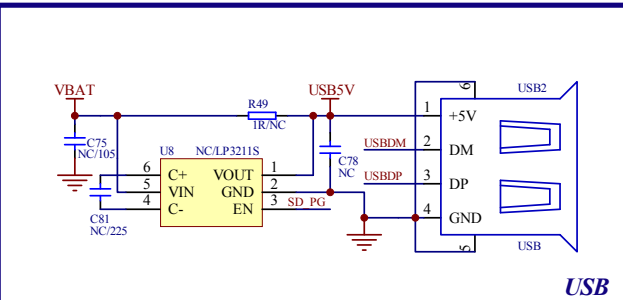 VBAT
R49
1R/NC
USB5V
USB2
6
1
+5V
C75
NC/105
U8
NC/LP3211S
C78
NC
USBDM
2
DM
6
C+
VOUT
1
5
VIN
GND
2
USBDP
3
DP
4
C-
EN
3
SD_PG
C81
NC/225
4
GND
5
USB
USB